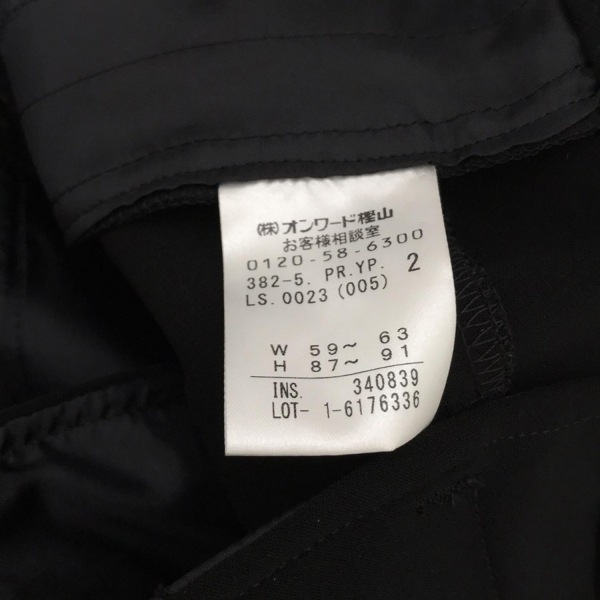 (株)オンワード樫山
お客様相談室
0120-58-6300
382-5. PR.YP. 2
LS.0023(005)
W 59~ 63
H 87~ 91
INS. 340839
LOT- 1-6176336